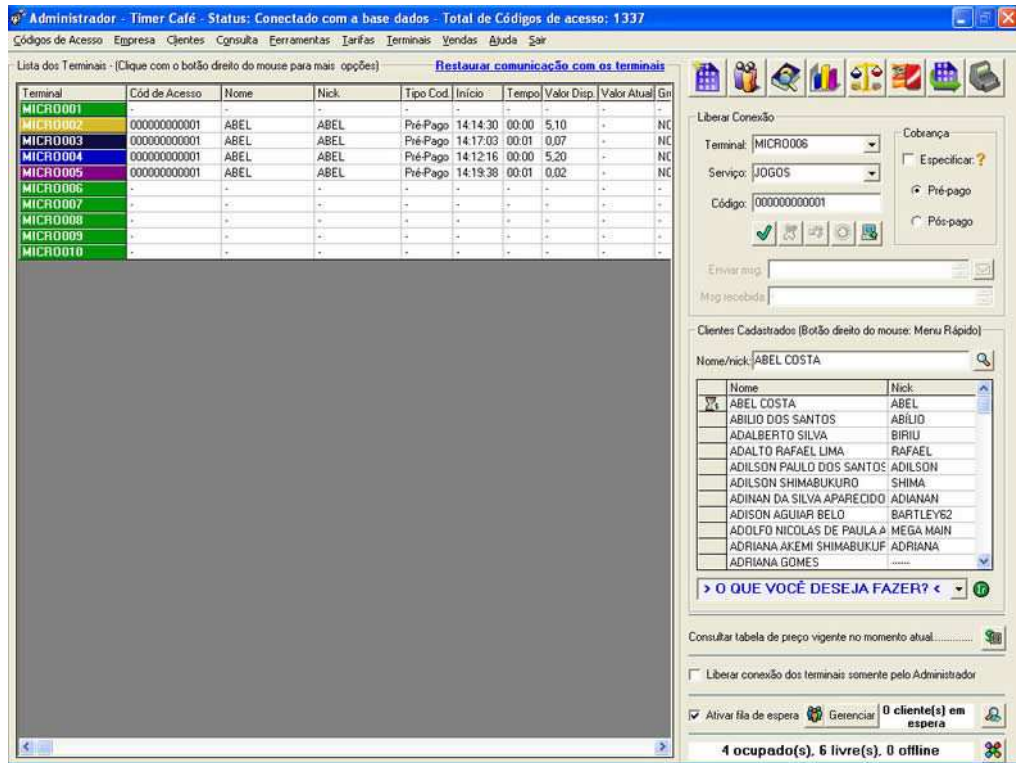 Administrador - Timer Café - Status: Conectado com a base dados - Total de Códigos de acesso: 1337
Códigos de Acesso Empresa Clientes Consulta Ferramentas Tarifas Terminais Vendas Ajuda Sair
Lista dos Terminais - (Clique com o botão direito do mouse para mais opções) Restaurar comunicação com os terminais
Terminal Cód de Acesso Nome Nick Tipo Cod. Início Tempo Valor Disp. Valor Atual
MICRO001 - - - - - - - -
MICRO002 000000000001 ABEL ABEL Pré-Pago 14:14:30 00:00 5,10 - NC
MICRO003 000000000001 ABEL ABEL Pré-Pago 14:17:03 00:01 0,07 - NC
MICRO004 000000000001 ABEL ABEL Pré-Pago 14:12:16 00:00 5,20 - NC
MICRO005 000000000001 ABEL ABEL Pré-Pago 14:19:38 00:01 0,02 - NC
MICRO006 - - - - - - - -
MICRO007 - - - - - - - -
MICRO008 - - - - - - - -
MICRO009 - - - - - - - -
MICRO010 - - - - - - - -
Liberar Conexão
Terminal: MICRO006
Serviço: JOGOS
Código: 000000000001
Cobrança
Especificar: ?
Pré-pago
Pós-pago
Enviar msg.
Msg recebida:
Clientes Cadastrados (Botão direito do mouse: Menu Rápido)
Nome/nick: ABEL COSTA
Nome Nick
ABEL COSTA ABEL
ABILIO DOS SANTOS ABÍLIO
ADALBERTO SILVA BIRIU
ADALTO RAFAEL LIMA RAFAEL
ADILSON PAULO DOS SANTOS ADILSON
ADILSON SHIMABUKURO SHIMA
ADINAN DA SILVA APARECIDO ADIANAN
ADISON AGUIAR BELO BARTLEY62
ADOLFO NICOLAS DE PAULA A MEGA MAIN
ADRIANA AKEMI SHIMABUKUF ADRIANA
ADRIANA GOMES ------
> O QUE VOCÊ DESEJA FAZER? <
Consultar tabela de preço vigente no momento atual..............
Liberar conexão dos terminais somente pelo Administrador
Ativar fila de espera Gerenciar 0 cliente(s) em espera
4 ocupado(s), 6 livre(s), 0 offline